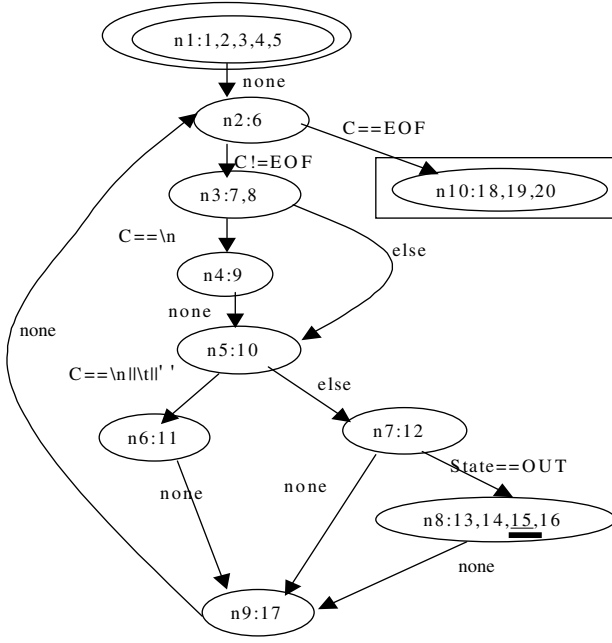 n1:1,2,3,4,5
none
n2:6
C==EOF
C!=EOF
n3:7,8
n10:18,19,20
C==\n
else
n4:9
none
none
n5:10
C==\n||\t||' '
else
n6:11
n7:12
State==OUT
none
none
n8:13,14,15,16
none
n9:17